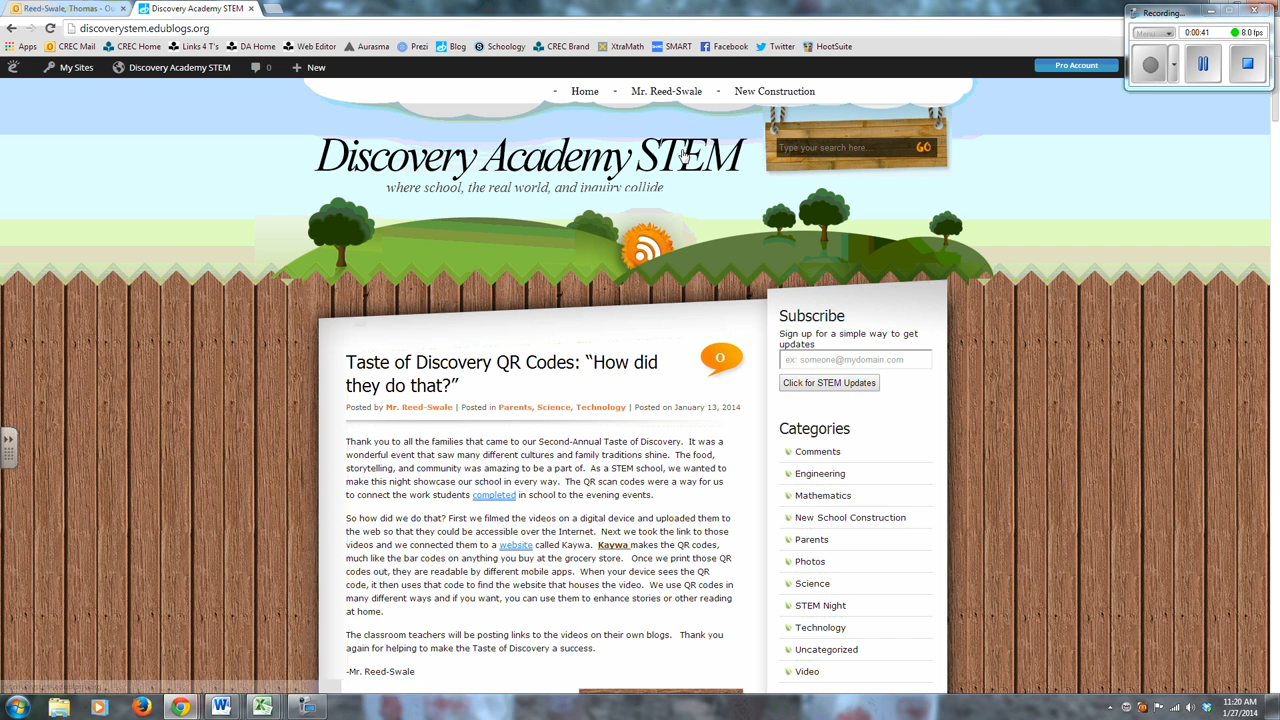 Reed-Swale, Thomas - Ou
Discovery Academy STEM
Recording...
discoverystem.edublogs.org
Menu
0:00:41
8.0 fps
Apps
CREC Mail
CREC Home
Links 4 T's
DA Home
Web Editor
Aurasma
Prezi
Blog
Schoology
CREC Brand
XtraMath
SMART
Facebook
Twitter
HootSuite
My Sites
Discovery Academy STEM
0
New
Pro Account
- Home - Mr. Reed-Swale - New Construction
Discovery Academy STEM
where school, the real world, and inquiry collide
Type your search here...
GO
Subscribe
Sign up for a simple way to get
updates
ex: someone@mydomain.com
Click for STEM Updates
Taste of Discovery QR Codes: “How did
they do that?”
0
Posted by Mr. Reed-Swale | Posted in Parents, Science, Technology | Posted on January 13, 2014
Thank you to all the families that came to our Second-Annual Taste of Discovery. It was a
wonderful event that saw many different cultures and family traditions shine. The food,
storytelling, and community was amazing to be a part of. As a STEM school, we wanted to
make this night showcase our school in every way. The QR scan codes were a way for us
to connect the work students completed in school to the evening events.
So how did we do that? First we filmed the videos on a digital device and uploaded them to
the web so that they could be accessible over the Internet. Next we took the link to those
videos and we connected them to a website called Kaywa. Kaywa makes the QR codes,
much like the bar codes on anything you buy at the grocery store. Once we print those QR
codes out, they are readable by different mobile apps. When your device sees the QR
code, it then uses that code to find the website that houses the video. We use QR codes in
many different ways and if you want, you can use them to enhance stories or other reading
at home.
The classroom teachers will be posting links to the videos on their own blogs. Thank you
again for helping to make the Taste of Discovery a success.
-Mr. Reed-Swale
Categories
Comments
Engineering
Mathematics
New School Construction
Parents
Photos
Science
STEM Night
Technology
Uncategorized
Video
11:20 AM
1/27/2014